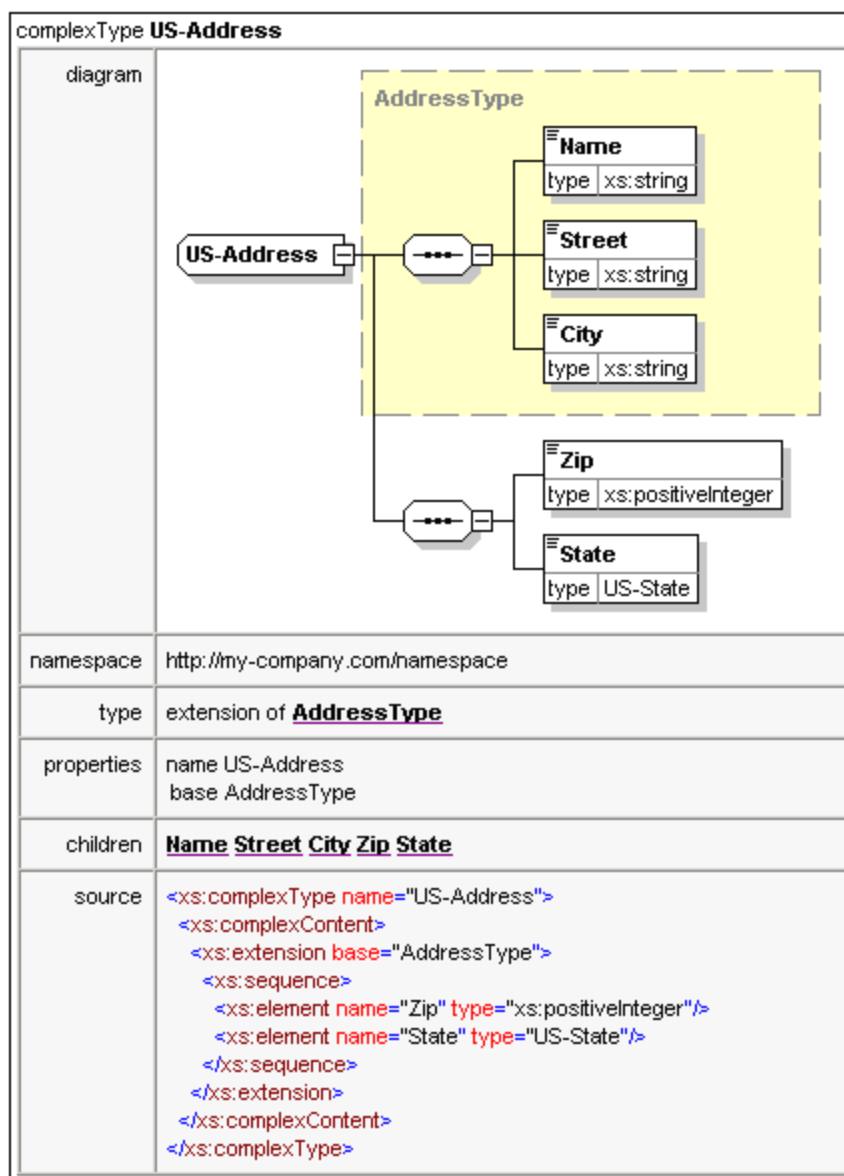 complexType US-Address
diagram
AddressType
Name
type xs:string
US-Address
Street
type xs:string
City
type xs:string
Zip
type xs:positiveInteger
State
type US-State
namespace http://my-company.com/namespace
type extension of AddressType
properties name US-Address
base AddressType
children Name Street City Zip State
source <xs:complexType name="US-Address">
<xs:complexContent>
<xs:extension base="AddressType">
<xs:sequence>
<xs:element name="Zip" type="xs:positiveInteger"/>
<xs:element name="State" type="US-State"/>
</xs:sequence>
</xs:extension>
</xs:complexContent>
</xs:complexType>